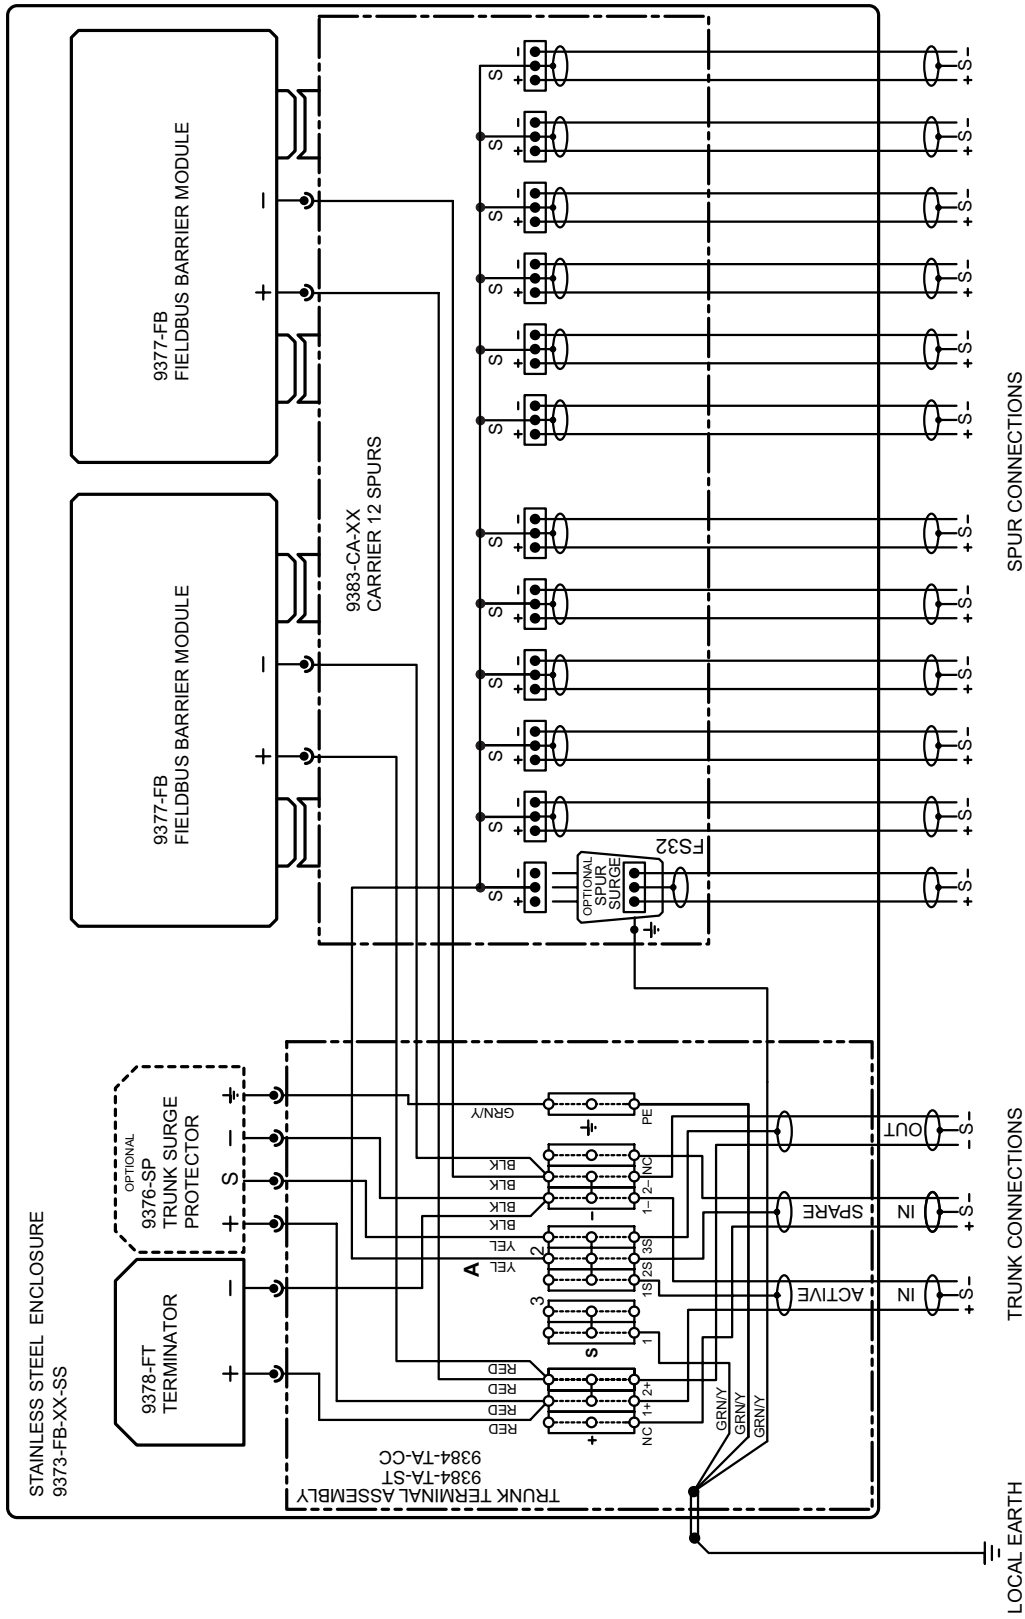 STAINLESS STEEL ENCLOSURE
9373-FB-XX-SS
9378-FT
TERMINATOR
+
–
OPTIONAL
9376-SP
TRUNK SURGE
PROTECTOR
+
S
–
9377-FB
FIELDBUS BARRIER MODULE
+
–
9377-FB
FIELDBUS BARRIER MODULE
+
–
9383-CA-XX
CARRIER 12 SPURS
TRUNK TERMINAL ASSEMBLY
9384-TA-ST
9384-TA-CC
RED
RED
RED
RED
YEL
YEL
BLK
BLK
BLK
BLK
GRN/Y
A
3
2
+
S
–
NC
1+
2+
1
1S
2S
3S
1–
2–
NC
PE
GRN/Y
GRN/Y
GRN/Y
+ S –
+ S –
+ S –
+ S –
+ S –
+ S –
+ S –
+ S –
+ S –
+ S –
+ S –
+ S –
OPTIONAL
SPUR
SURGE
FS32
ACTIVE
IN
SPARE
IN
OUT
+ S –
+ S –
– S –
+ S –
+ S –
+ S –
+ S –
+ S –
+ S –
+ S –
+ S –
+ S –
+ S –
+ S –
+ S –
LOCAL EARTH
TRUNK CONNECTIONS
SPUR CONNECTIONS